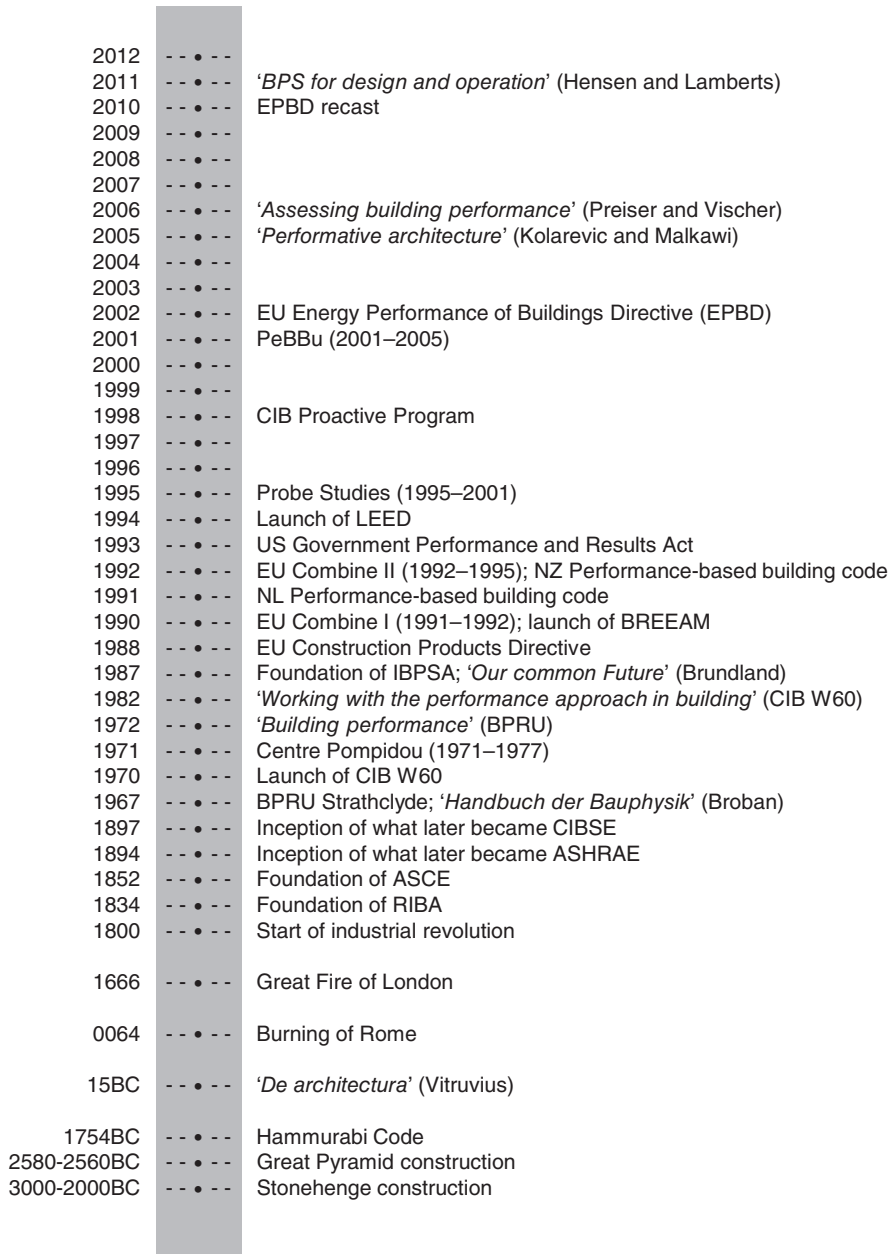 2012 - - • - -
2011 - - • - - ‘BPS for design and operation’ (Hensen and Lamberts)
2010 - - • - - EPBD recast
2009 - - • - -
2008 - - • - -
2007 - - • - -
2006 - - • - - ‘Assessing building performance’ (Preiser and Vischer)
2005 - - • - - ‘Performative architecture’ (Kolarevic and Malkawi)
2004 - - • - -
2003 - - • - -
2002 - - • - - EU Energy Performance of Buildings Directive (EPBD)
2001 - - • - - PeBBu (2001–2005)
2000 - - • - -
1999 - - • - -
1998 - - • - - CIB Proactive Program
1997 - - • - -
1996 - - • - -
1995 - - • - - Probe Studies (1995–2001)
1994 - - • - - Launch of LEED
1993 - - • - - US Government Performance and Results Act
1992 - - • - - EU Combine II (1992–1995); NZ Performance-based building code
1991 - - • - - NL Performance-based building code
1990 - - • - - EU Combine I (1991–1992); launch of BREEAM
1988 - - • - - EU Construction Products Directive
1987 - - • - - Foundation of IBPSA; ‘Our common Future’ (Brundland)
1982 - - • - - ‘Working with the performance approach in building’ (CIB W60)
1972 - - • - - ‘Building performance’ (BPRU)
1971 - - • - - Centre Pompidou (1971–1977)
1970 - - • - - Launch of CIB W60
1967 - - • - - BPRU Strathclyde; ‘Handbuch der Bauphysik’ (Broban)
1897 - - • - - Inception of what later became CIBSE
1894 - - • - - Inception of what later became ASHRAE
1852 - - • - - Foundation of ASCE
1834 - - • - - Foundation of RIBA
1800 - - • - - Start of industrial revolution
1666 - - • - - Great Fire of London
0064 - - • - - Burning of Rome
15BC - - • - - ‘De architectura’ (Vitruvius)
1754BC - - • - - Hammurabi Code
2580-2560BC - - • - - Great Pyramid construction
3000-2000BC - - • - - Stonehenge construction